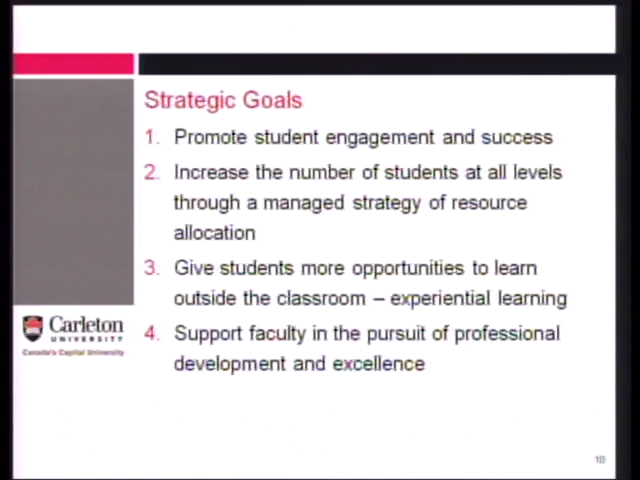 Strategic Goals
1. Promote student engagement and success
2. Increase the number of students at all levels
through a managed strategy of resource
allocation
3. Give students more opportunities to learn
outside the classroom – experiential learning
4. Support faculty in the pursuit of professional
development and excellence
Carleton
UNIVERSITY
Canada's Capital University
10